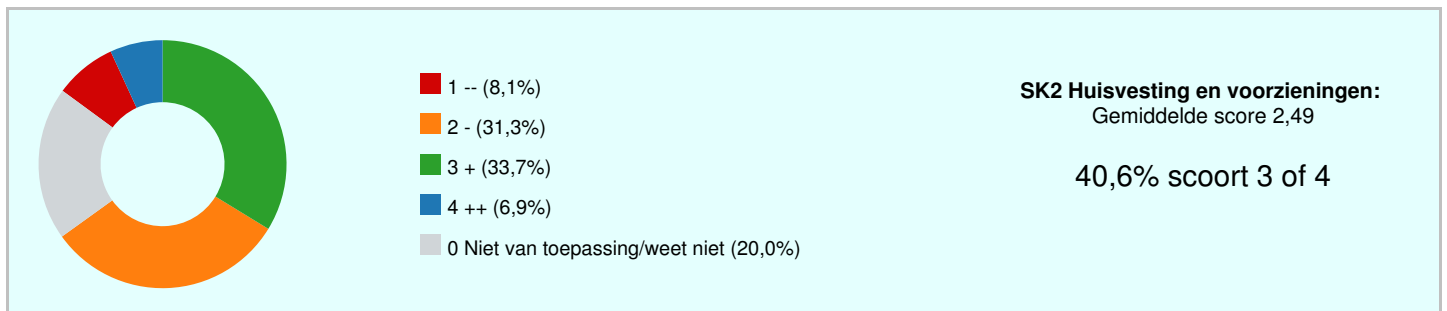 1 -- (8,1%)
2 - (31,3%)
3 + (33,7%)
4 ++ (6,9%)
0 Niet van toepassing/weet niet (20,0%)
SK2 Huisvesting en voorzieningen:
Gemiddelde score 2,49
40,6% scoort 3 of 4